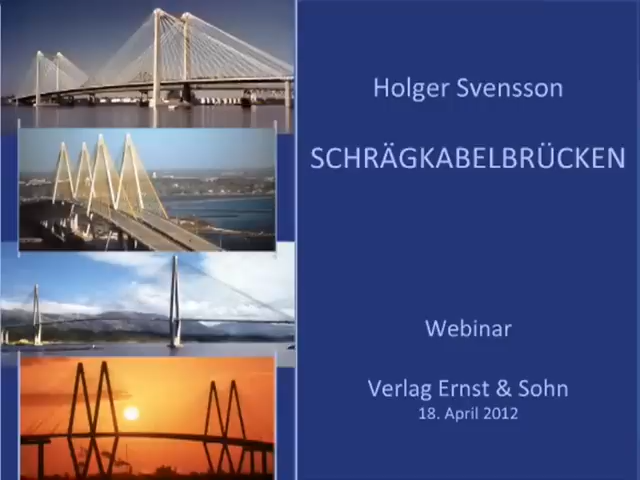 Holger Svensson
SCHRÄGKABELBRÜCKEN
Webinar
Verlag Ernst & Sohn
18. April 2012